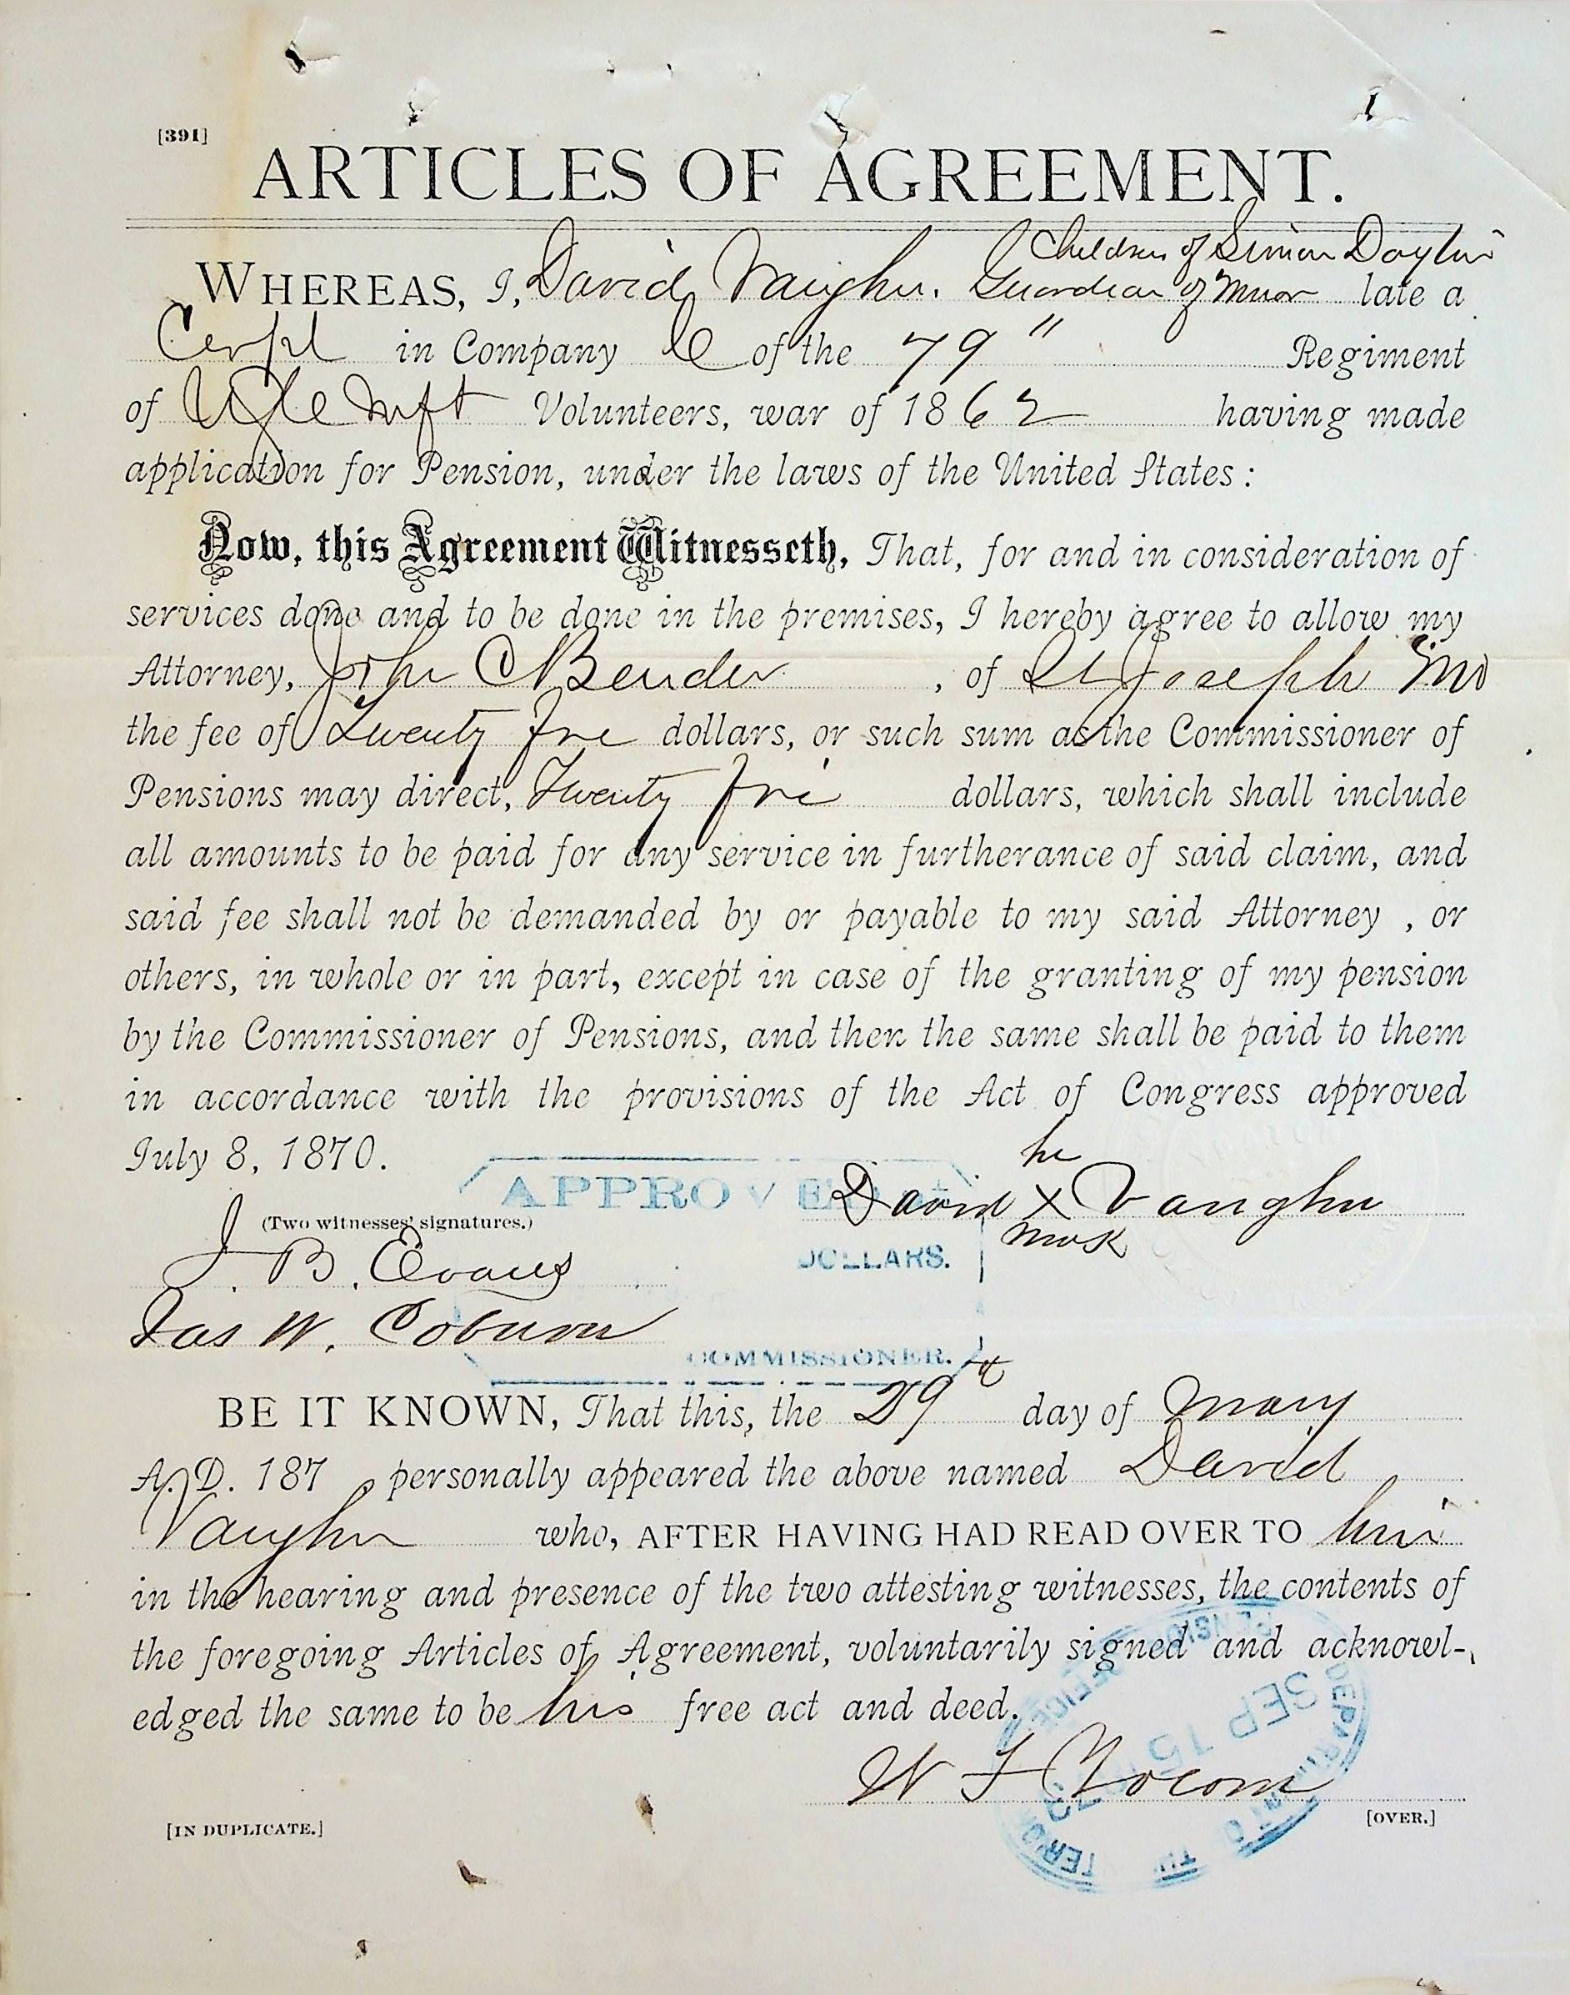 [391]
ARTICLES OF AGREEMENT.
Children of Simon
WHEREAS, I, David Vaughn. Guardian of Minor late a
Corpl in Company of the 79" Regiment
of Volunteers, war of 1862 having made
application for Pension, under the laws of the United States:
Now, this Agreement Witnesseth, That, for and in consideration of
services done and to be done in the premises, I hereby agree to allow my
Attorney, John C Bender, of St Joseph Mo
the fee of Twenty five dollars, or such sum as the Commissioner of
Pensions may direct, Twenty five dollars, which shall include
all amounts to be paid for any service in furtherance of said claim, and
said fee shall not be demanded by or payable to my said Attorney , or
others, in whole or in part, except in case of the granting of my pension
by the Commissioner of Pensions, and then the same shall be paid to them
in accordance with the provisions of the Act of Congress approved
July 8, 1870.
his
APPROVED
David X Vaughn
mark
(Two witnesses' signatures.)
DOLLARS.
J. B. Evans
Jas W. Coburn
COMMISSIONER.
BE IT KNOWN, That this, the 29th day of May
A. D. 187 personally appeared the above named David
Vaughn who, AFTER HAVING HAD READ OVER TO him
in the hearing and presence of the two attesting witnesses, the contents of
the foregoing Articles of Agreement, voluntarily signed and acknowl-
edged the same to be his free act and deed.
PENSION OFFICE
SEP 15
W F Yocom
[IN DUPLICATE.]
[OVER.]